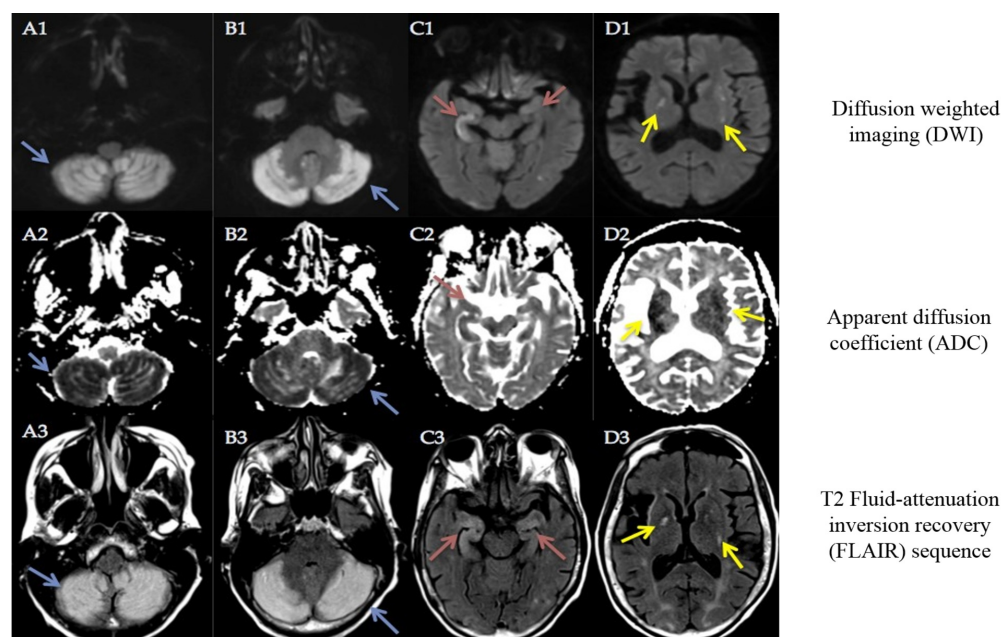 A1 B1 C1 D1
Diffusion weighted
imaging (DWI)
A2 B2 C2 D2
Apparent diffusion
coefficient (ADC)
A3 B3 C3 D3
T2 Fluid-attenuation
inversion recovery
(FLAIR) sequence